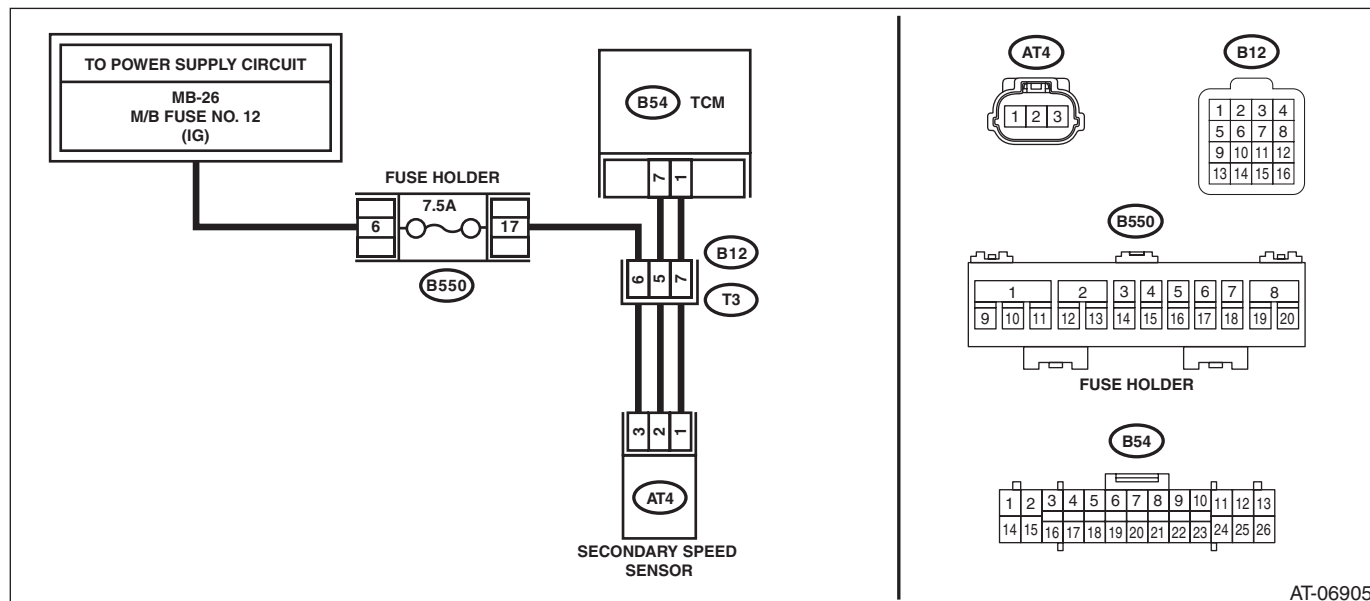 TO POWER SUPPLY CIRCUIT
MB-26
M/B FUSE NO. 12
(IG)
B54 TCM
7 1
FUSE HOLDER
7.5A
6 17
B550
6 5 7
B12
T3
3 2 1
AT4
SECONDARY SPEED
SENSOR
AT4
1 2 3
B12
1 2 3 4
5 6 7 8
9 10 11 12
13 14 15 16
B550
1 2 3 4 5 6 7 8
9 10 11 12 13 14 15 16 17 18 19 20
FUSE HOLDER
B54
1 2 3 4 5 6 7 8 9 10 11 12 13
14 15 16 17 18 19 20 21 22 23 24 25 26
AT-06905